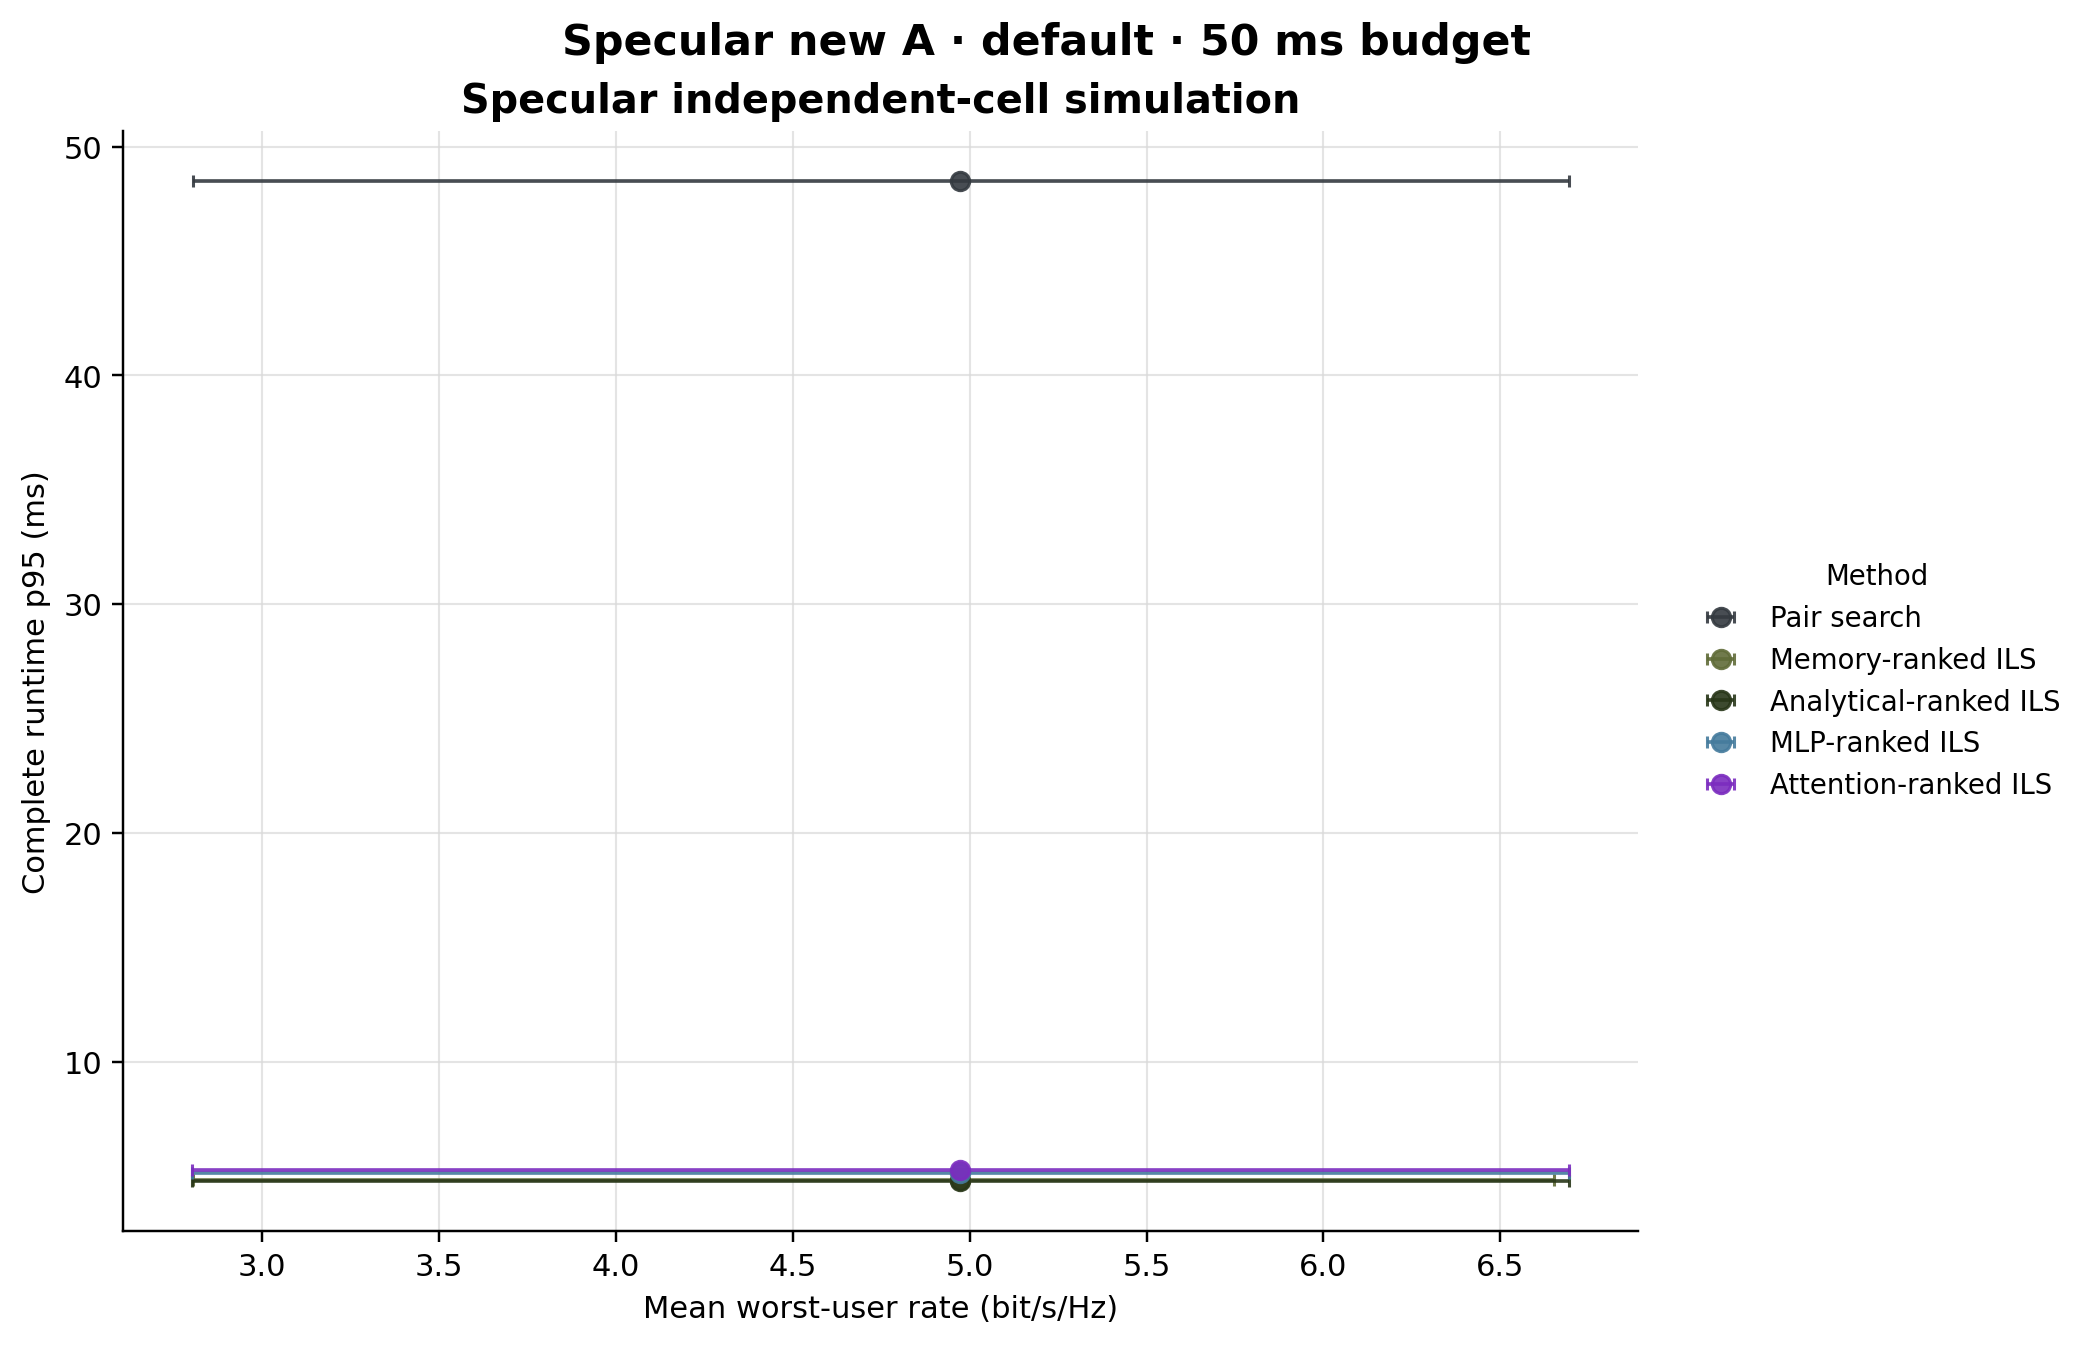 Specular new A · default · 50 ms budget
Specular independent-cell simulation
Complete runtime p95 (ms)
50
40
30
20
10
3.0 3.5 4.0 4.5 5.0 5.5 6.0 6.5
Mean worst-user rate (bit/s/Hz)
Method
Pair search
Memory-ranked ILS
Analytical-ranked ILS
MLP-ranked ILS
Attention-ranked ILS